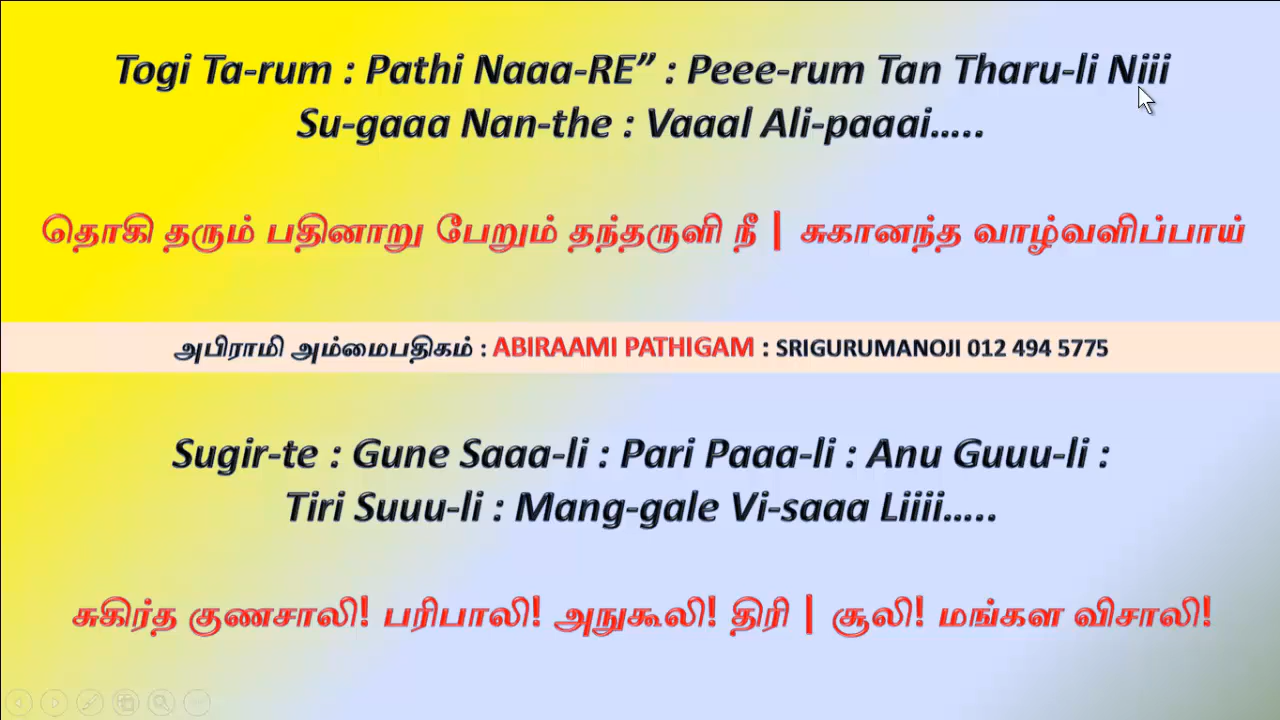 Togi Ta-rum : Pathi Naaa-RE” : Peee-rum Tan Tharu-li Niii
Su-gaaa Nan-the : Vaaal Ali-paaai…..
தொகி தரும் பதினாறு பேறும் தந்தருளி நீ | சுகானந்த வாழ்வளிப்பாய்
அபிராமி அம்மைபதிகம் : ABIRAAMI PATHIGAM : SRIGURUMANOJI 012 494 5775
Sugir-te : Gune Saaa-li : Pari Paaa-li : Anu Guuu-li :
Tiri Suuu-li : Mang-gale Vi-saaa Liiii…..
சுகிர்த குணசாலி! பரிபாலி! அநுகூலி! திரி | சூலி! மங்கள விசாலி!